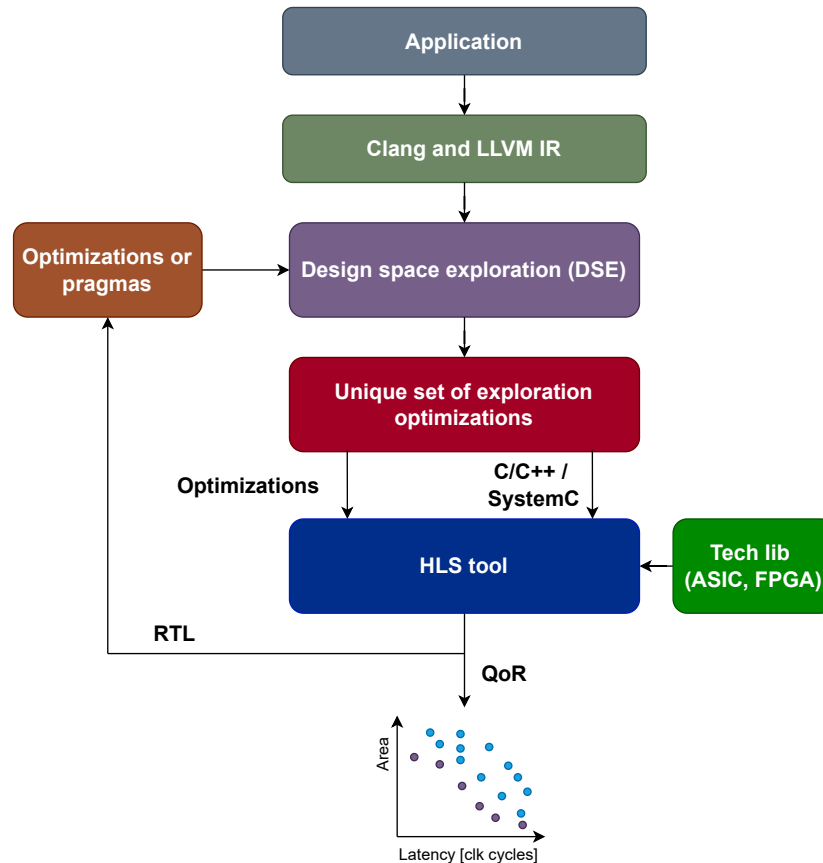 Application
Clang and LLVM IR
Optimizations or
pragmas
Design space exploration (DSE)
Unique set of exploration
optimizations
Optimizations
C/C++ /
SystemC
HLS tool
Tech lib
(ASIC, FPGA)
RTL
QoR
Area
Latency [clk cycles]